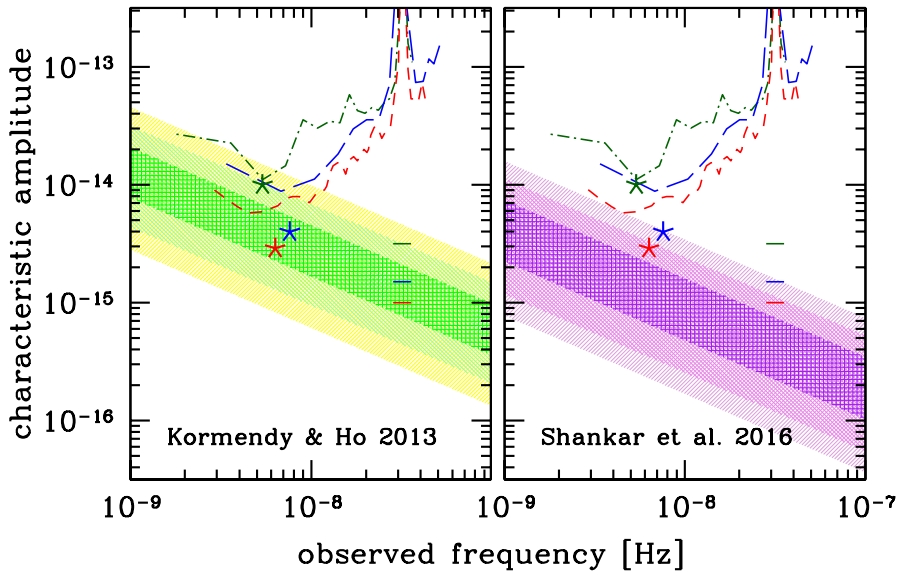 characteristic amplitude
10⁻¹³
10⁻¹⁴
10⁻¹⁵
10⁻¹⁶
Kormendy & Ho 2013
Shankar et al. 2016
10⁻⁹ 10⁻⁸ 10⁻⁹ 10⁻⁸ 10⁻⁷
observed frequency [Hz]